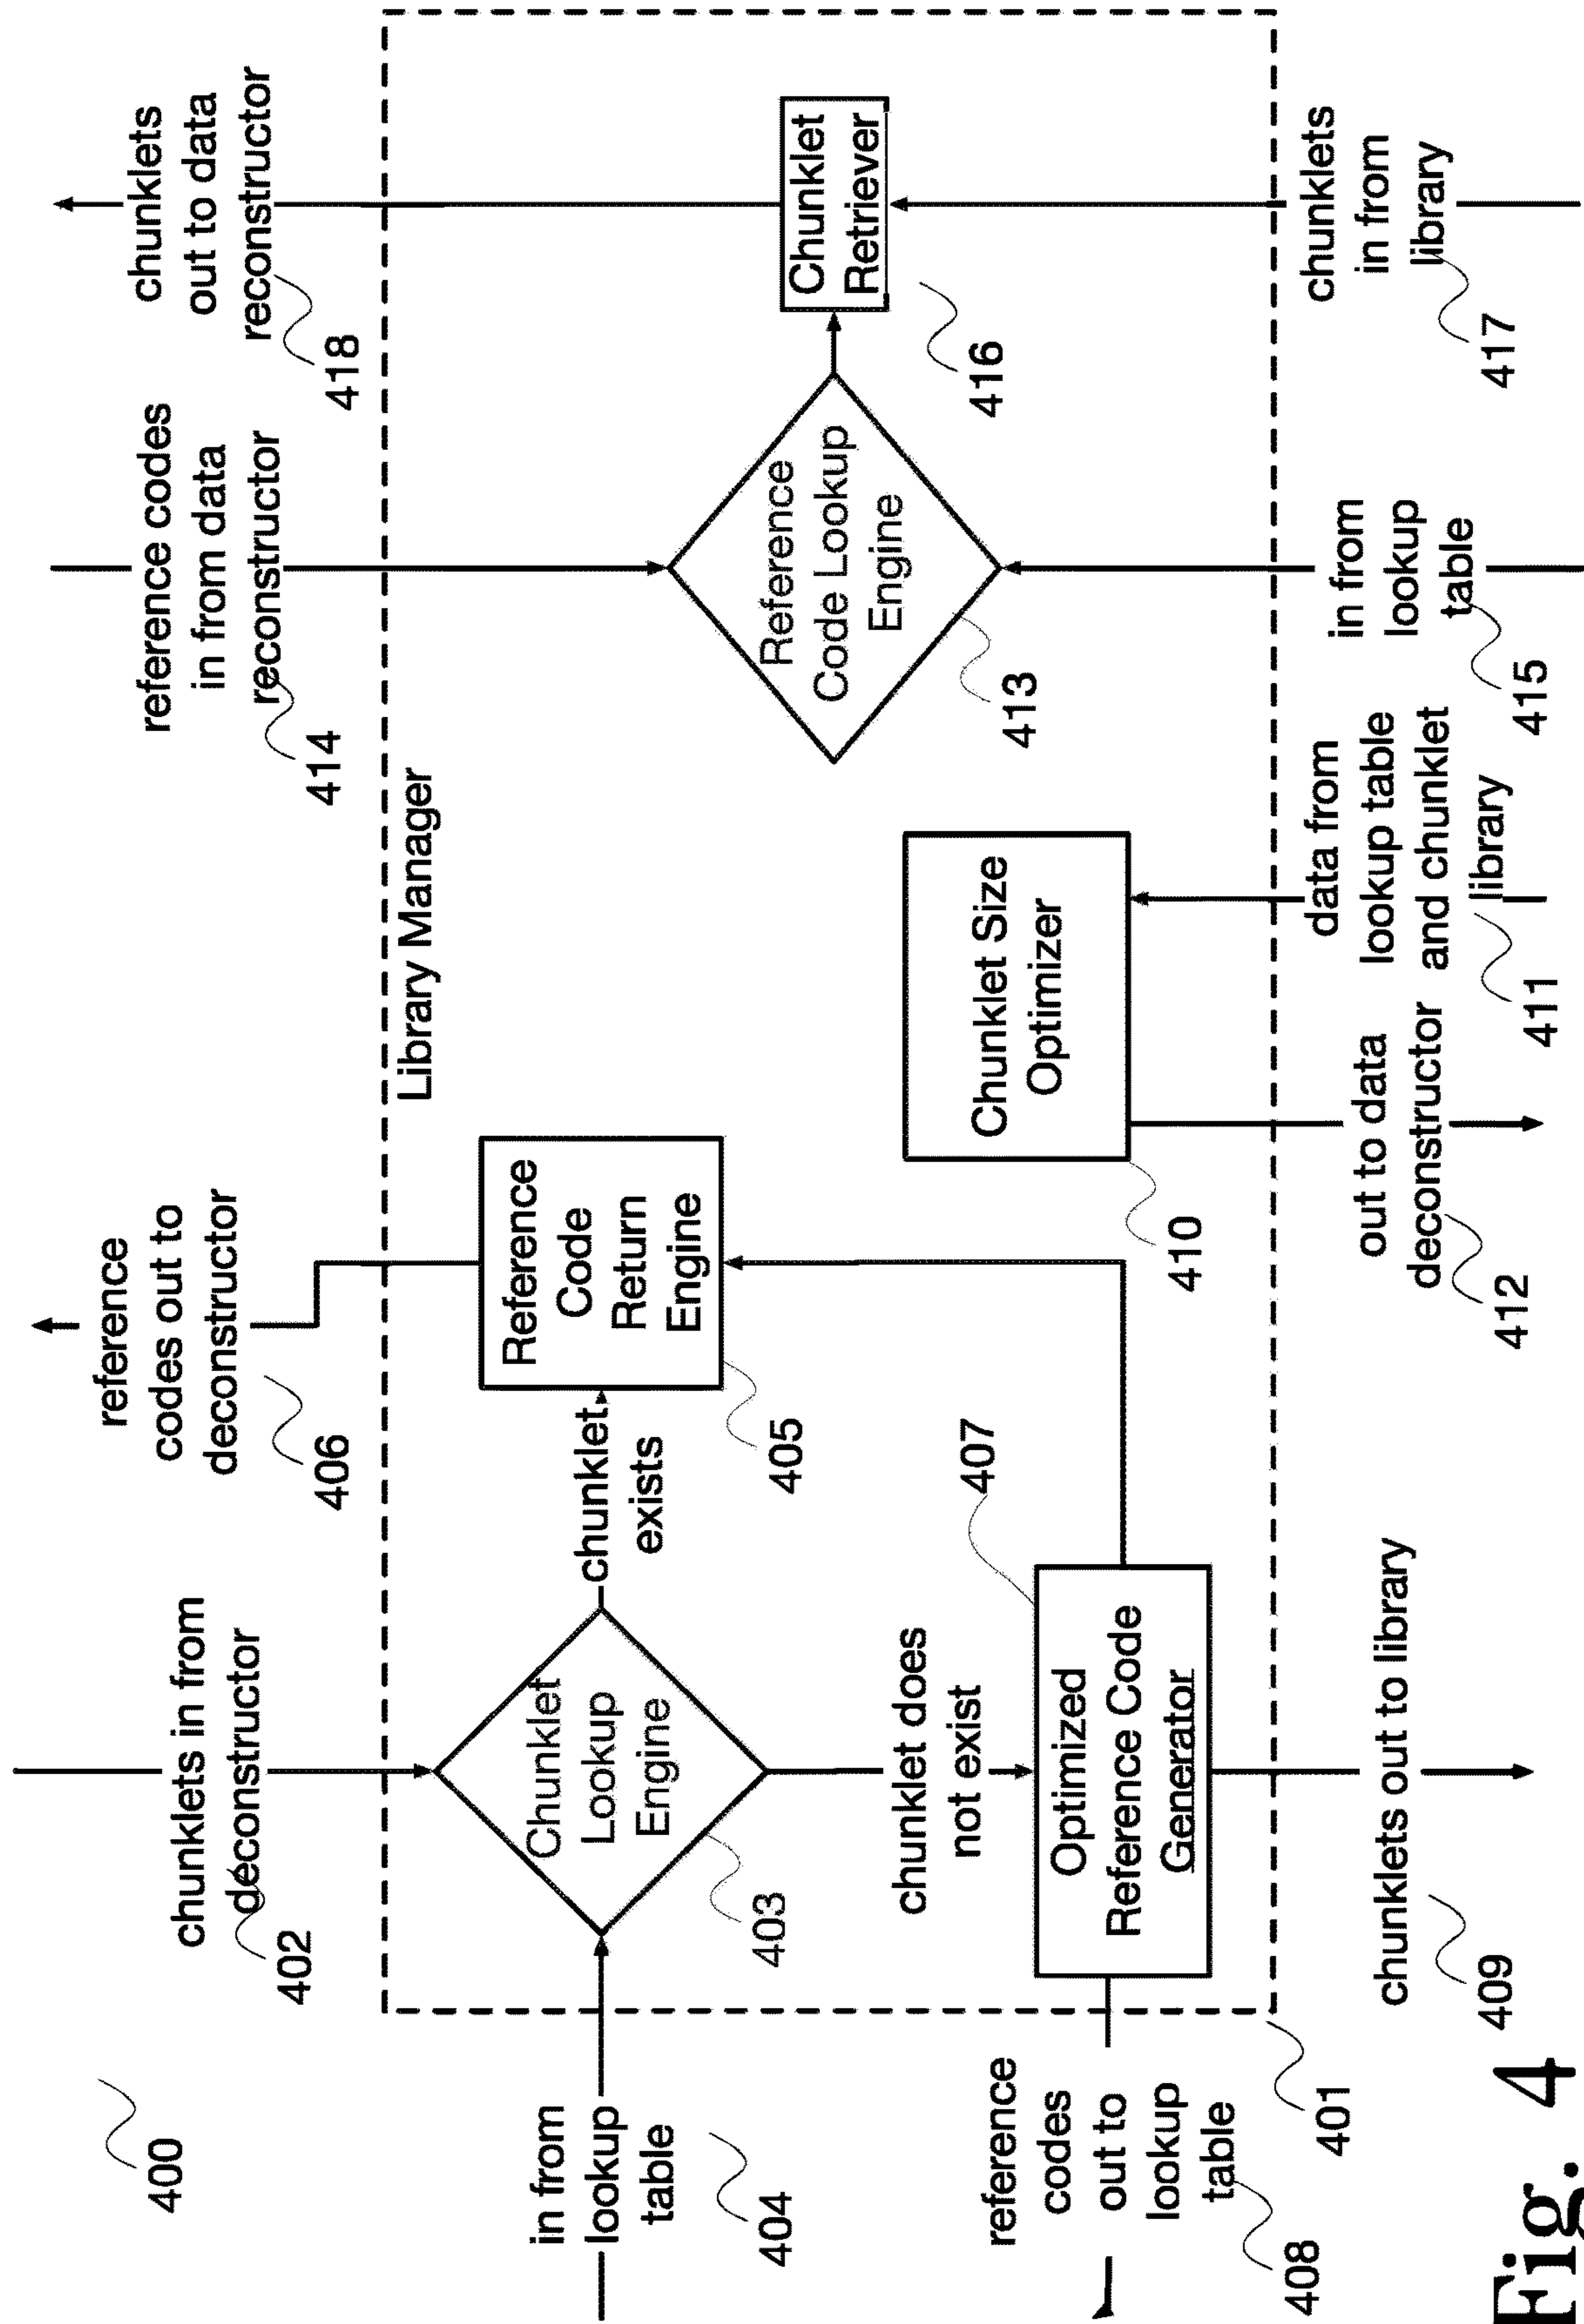 400
chunklets in from
deconstructor
402
reference
codes out to
deconstructor
406
reference codes
in from data
reconstructor
414
chunklets
out to data
reconstructor
418
Library Manager
in from
lookup
table
404
Chunklet
Lookup
Engine
403
chunklet
exists
Reference
Code
Return
Engine
405
chunklet does
not exist
407
Optimized
Reference Code
Generator
Chunklet Size
Optimizer
410
Reference
Code Lookup
Engine
413
Chunklet
Retriever
416
reference
codes
out to
lookup
table
408
401
chunklets out to library
409
out to data
deconstructor
412
data from
lookup table
and chunklet
library
411
in from
lookup
table
415
chunklets
in from
library
417
Fig. 4